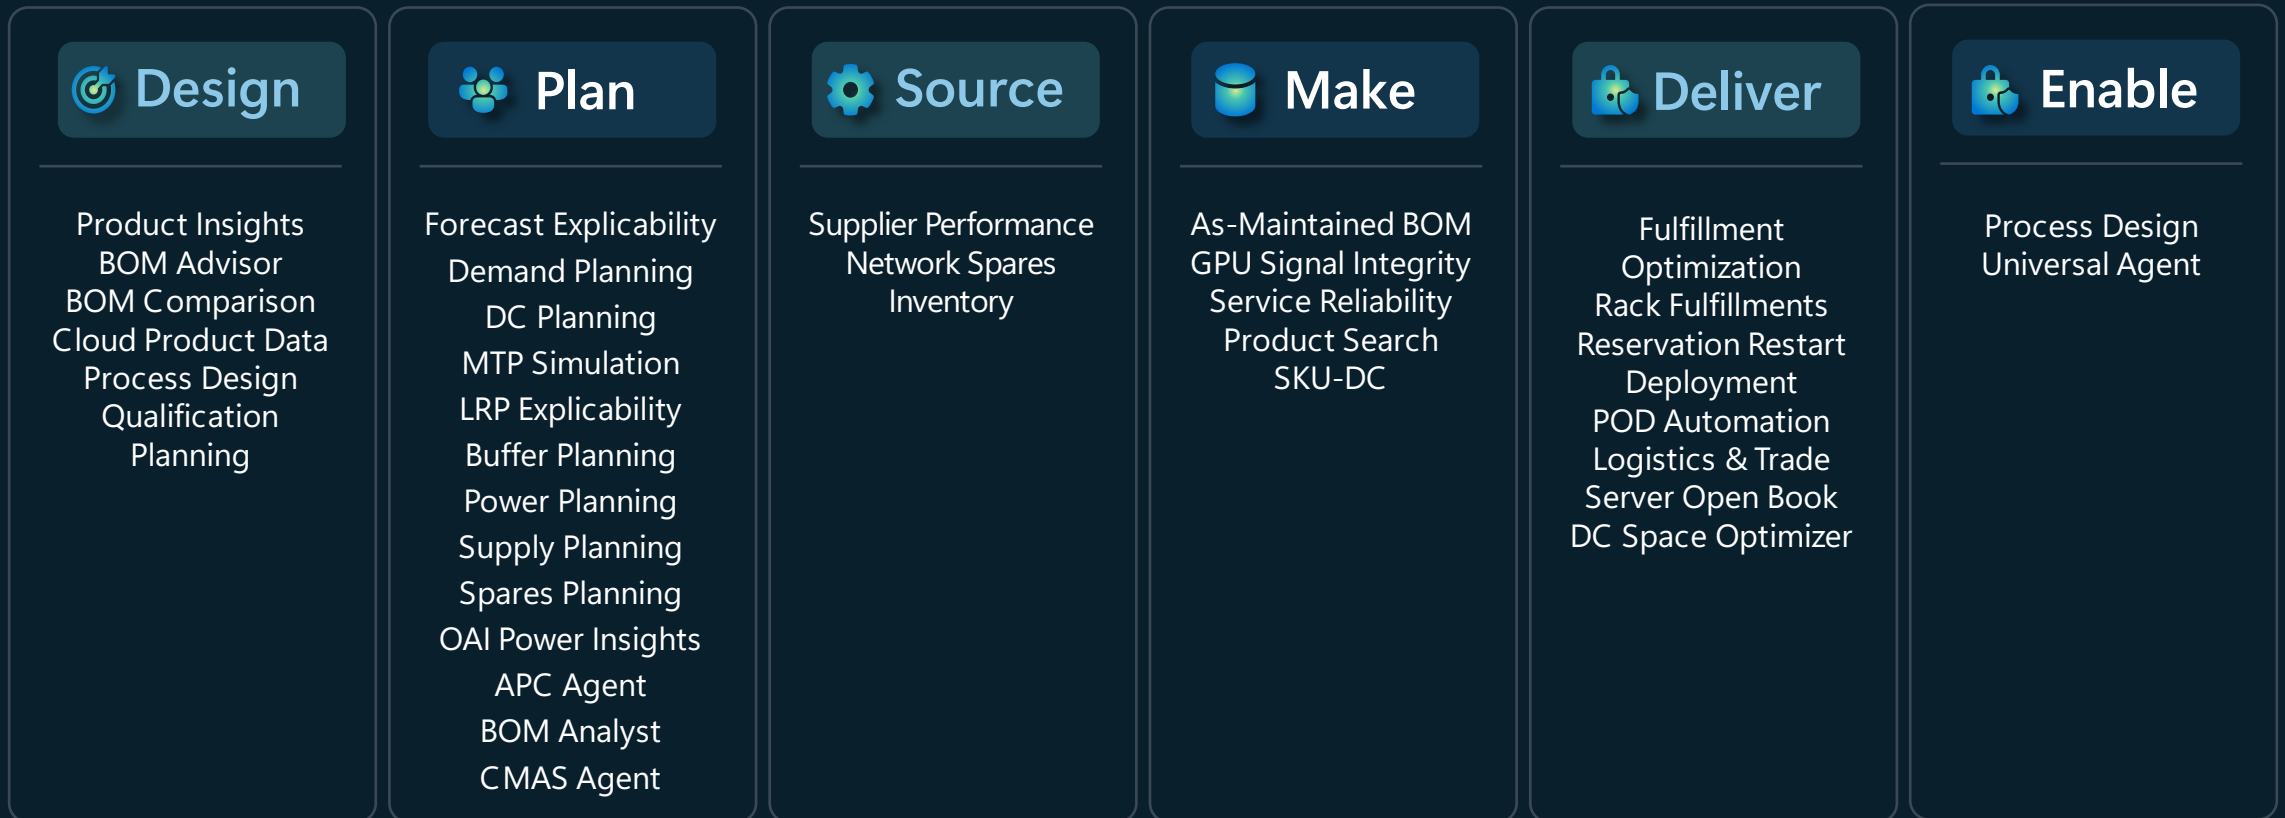 Design
Product Insights
BOM Advisor
BOM Comparison
Cloud Product Data
Process Design
Qualification
Planning
Plan
Forecast Explicability
Demand Planning
DC Planning
MTP Simulation
LRP Explicability
Buffer Planning
Power Planning
Supply Planning
Spares Planning
OAI Power Insights
APC Agent
BOM Analyst
CMAS Agent
Source
Supplier Performance
Network Spares
Inventory
Make
As-Maintained BOM
GPU Signal Integrity
Service Reliability
Product Search
SKU-DC
Deliver
Fulfillment
Optimization
Rack Fulfillments
Reservation Restart
Deployment
POD Automation
Logistics & Trade
Server Open Book
DC Space Optimizer
Enable
Process Design
Universal Agent